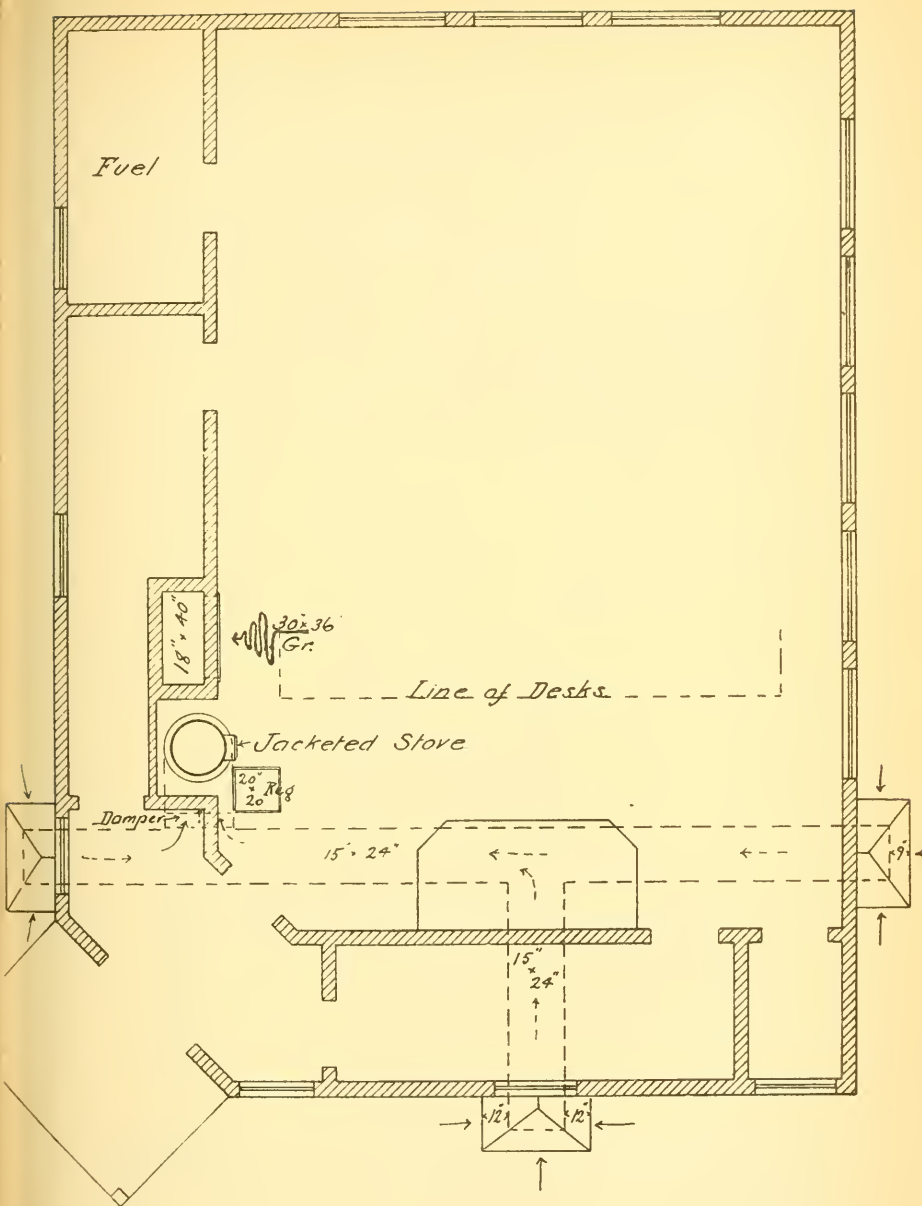 Fuel
18" x 40"
30" x 36
Gr.
Line of Desks
Jacketed Stove
20"
x
20"
Reg
Damper
15" x 24"
9"
15"
x
24"
12"
12"